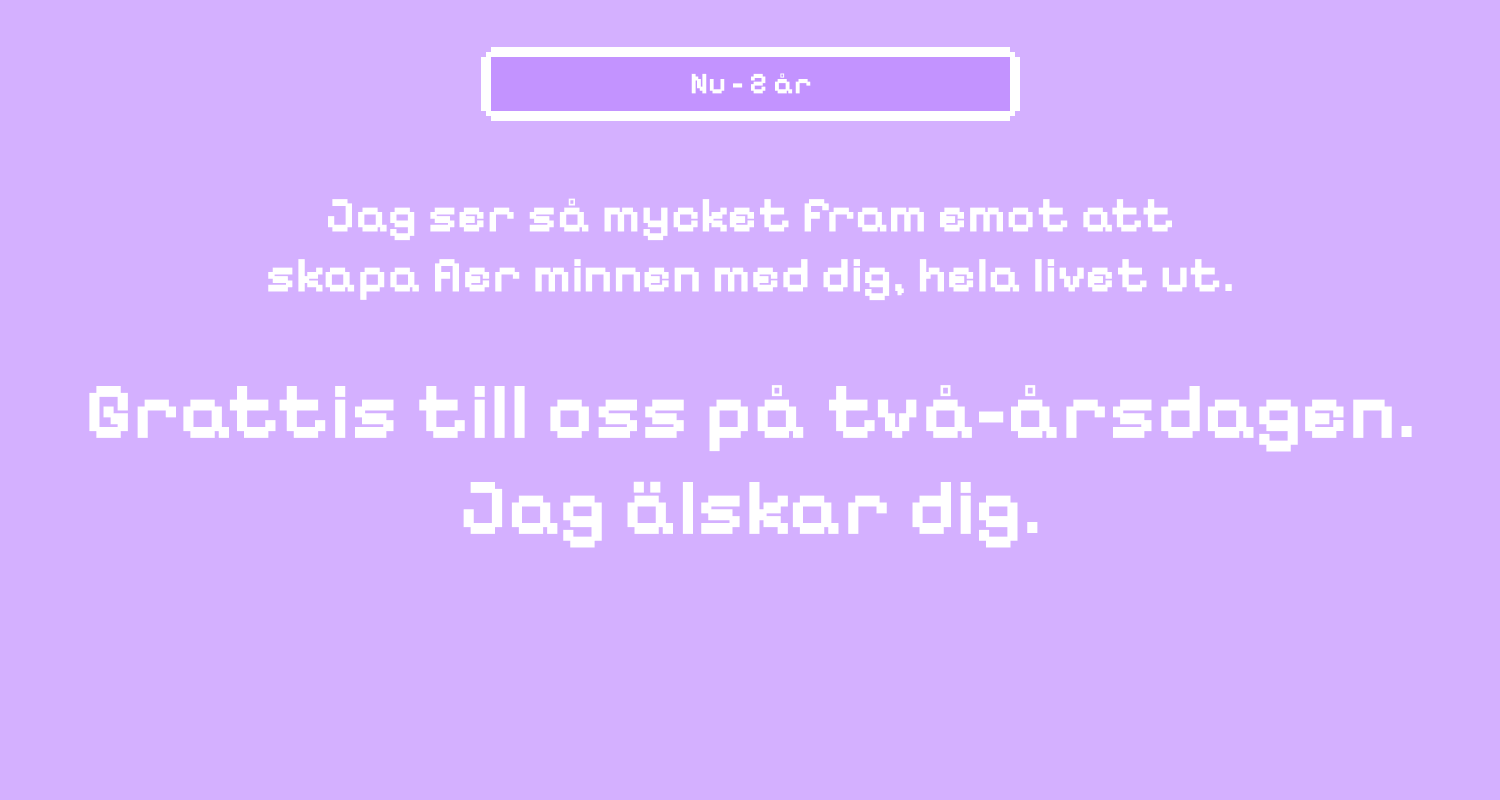 Nu - 2 år
Jag ser så mycket fram emot att
skapa fler minnen med dig, hela livet ut.
Grattis till oss på två-årsdagen.
Jag älskar dig.